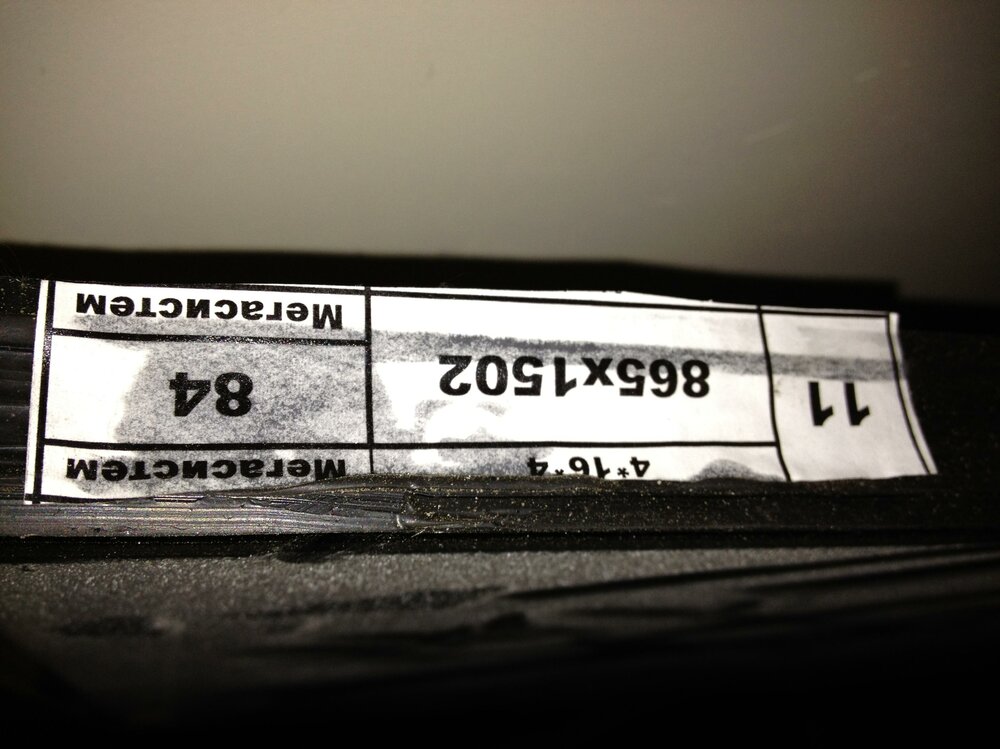 4*16*4 Мегасистем
11 865x1502 84
Мегасистем